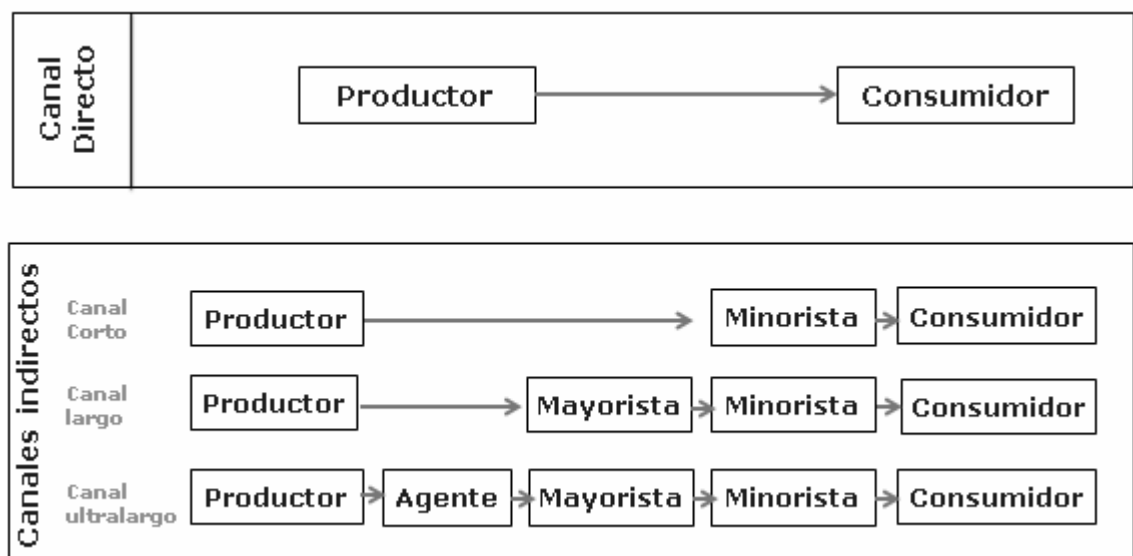 Canal
Directo
Productor
Consumidor
Canales indirectos
Canal
Corto
Productor
Minorista
Consumidor
Canal
largo
Productor
Mayorista
Minorista
Consumidor
Canal
ultralargo
Productor
Agente
Mayorista
Minorista
Consumidor